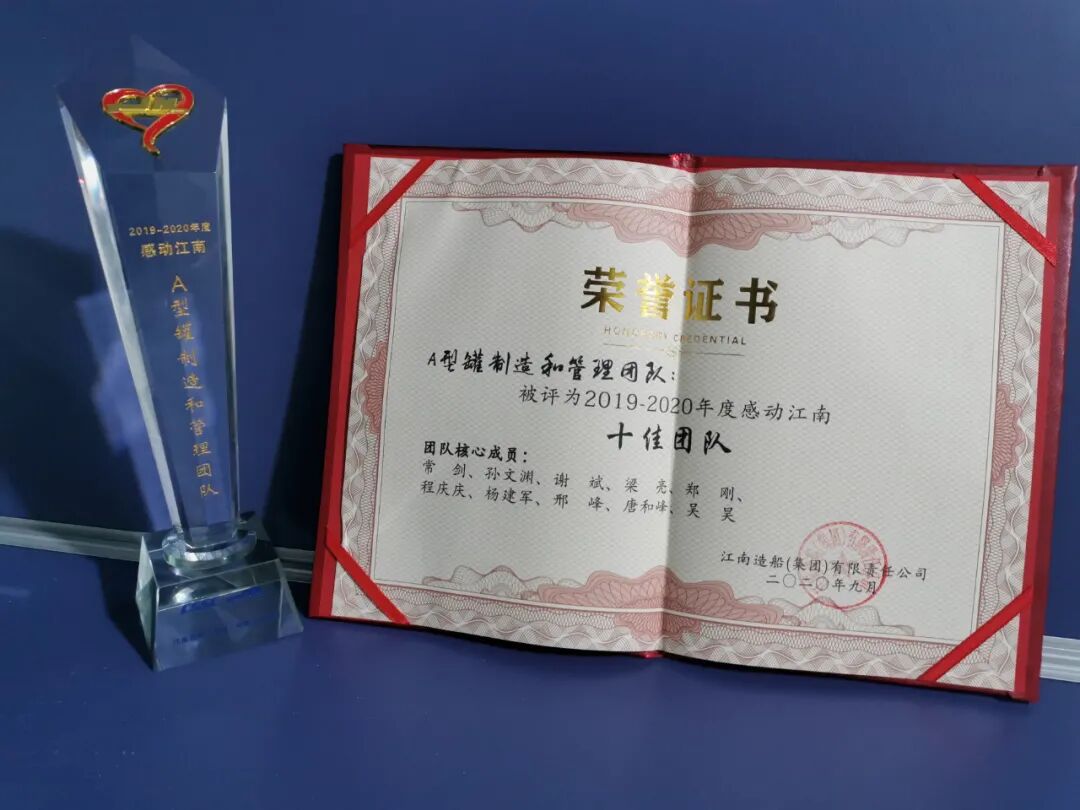 2019-2020年度
感动江南
A型罐制造和管理团队
荣誉证书
HONORARY CREDENTIAL
A型罐制造和管理团队:
被评为2019-2020年度感动江南
十佳团队
团队核心成员:
常 剑、孙文渊、谢 斌、梁 亮、郑 刚、
程庆庆、杨建军、邢 峰、唐和峰、吴 昊
江南造船(集团)有限责任公司
二〇二〇年九月